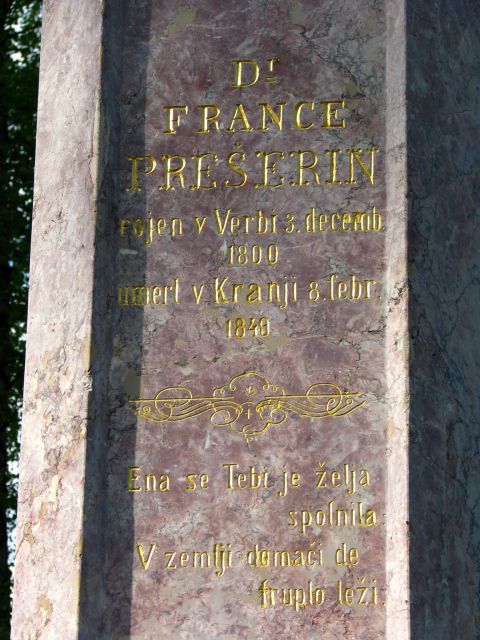 Dr
FRANCE
PREŠERIN
rojen v Verbi 3. decemb.
1800
umerl v Kranji 8. febr.
1849.
Ena se Tebi je želja
spolnila:
V zemlji domači de
truplo leži.